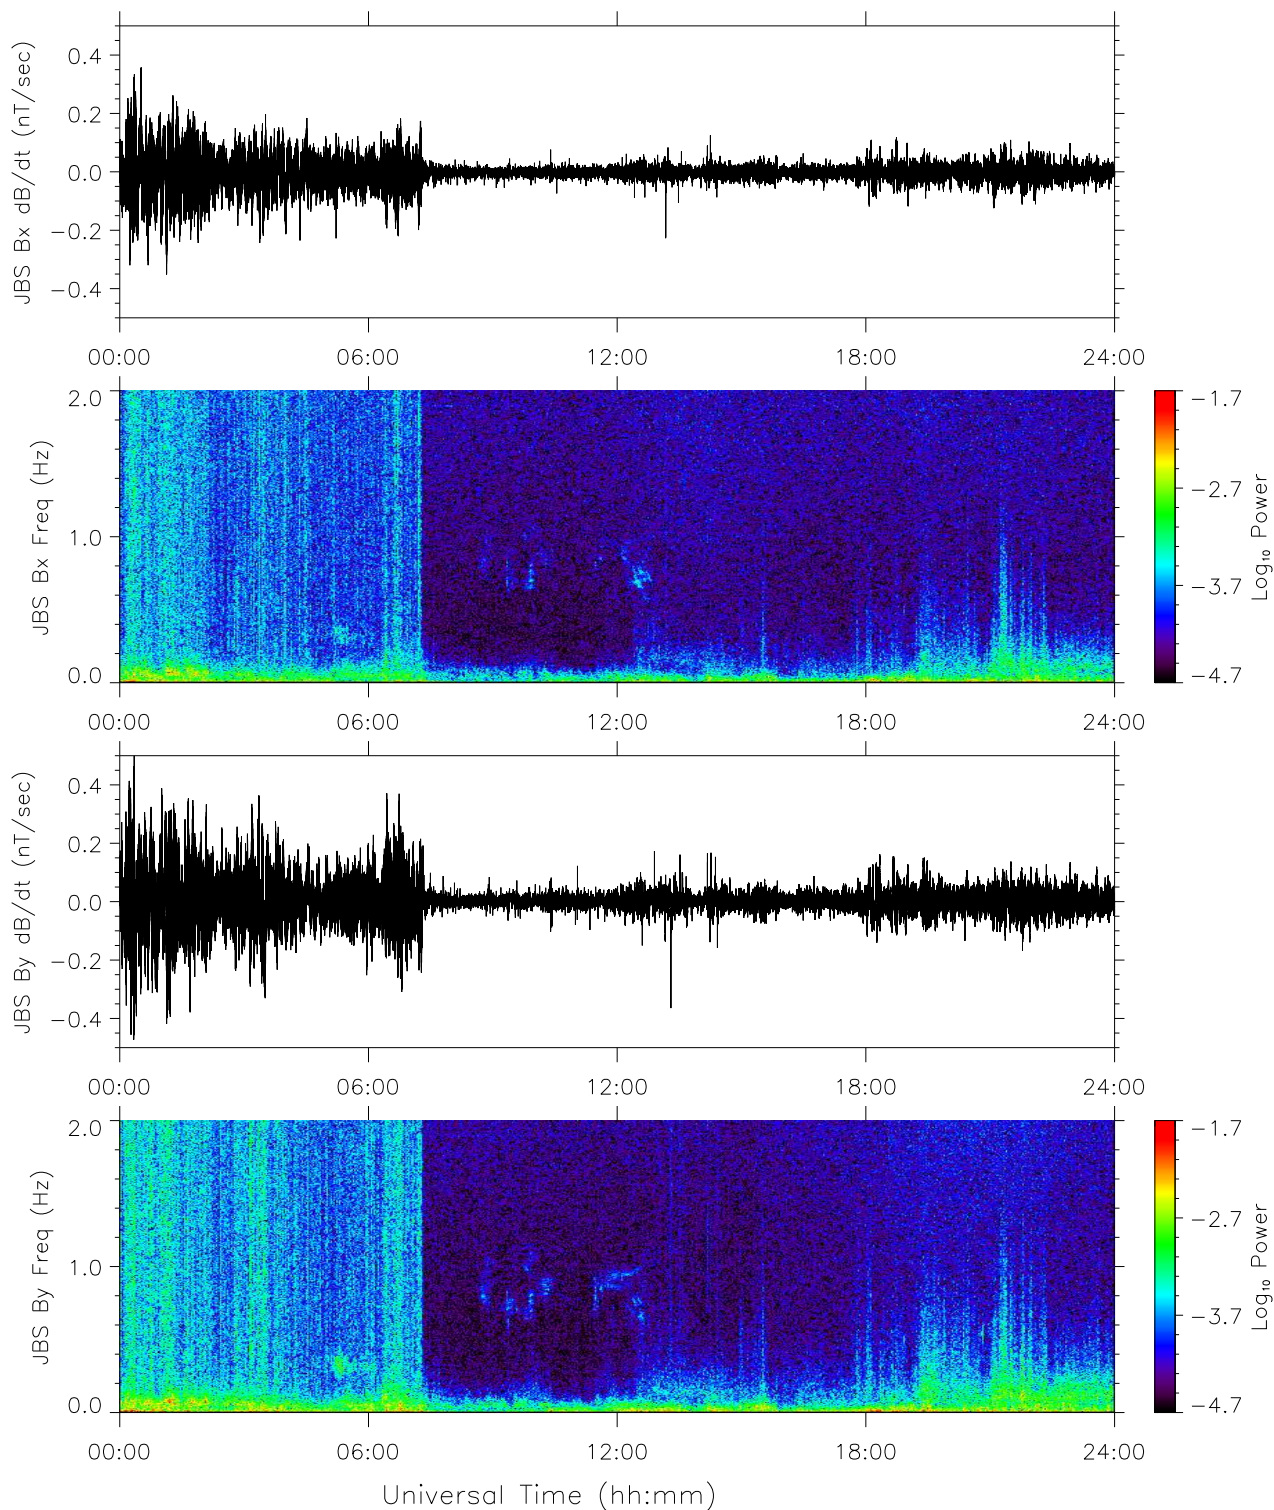 JBS Bx dB/dt (nT/sec)
0.4
0.2
0.0
−0.2
−0.4
00:00 06:00 12:00 18:00 24:00
JBS Bx Freq (Hz)
2.0
1.0
0.0
00:00 06:00 12:00 18:00 24:00
−1.7
−2.7
−3.7
−4.7
Log₁₀ Power
JBS By dB/dt (nT/sec)
0.4
0.2
0.0
−0.2
−0.4
00:00 06:00 12:00 18:00 24:00
JBS By Freq (Hz)
2.0
1.0
0.0
00:00 06:00 12:00 18:00 24:00
−1.7
−2.7
−3.7
−4.7
Log₁₀ Power
Universal Time (hh:mm)